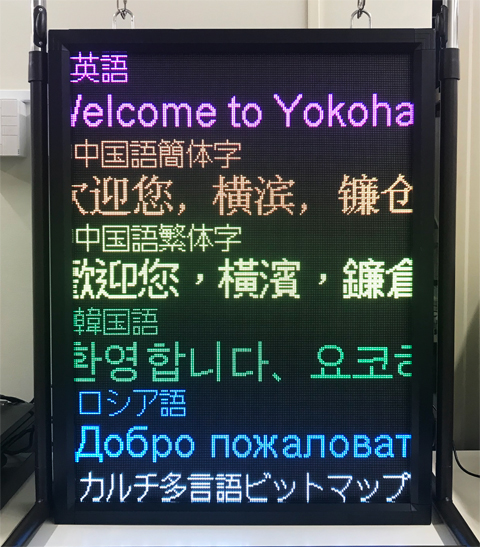 英語
Welcome to Yokoha
中国語簡体字
欢迎您，横滨，镰仓
中国語繁体字
歡迎您，橫濱，鐮倉
韓国語
환영합니다、요코하
ロシア語
Добро пожаловат
カルチ多言語ビットマップ